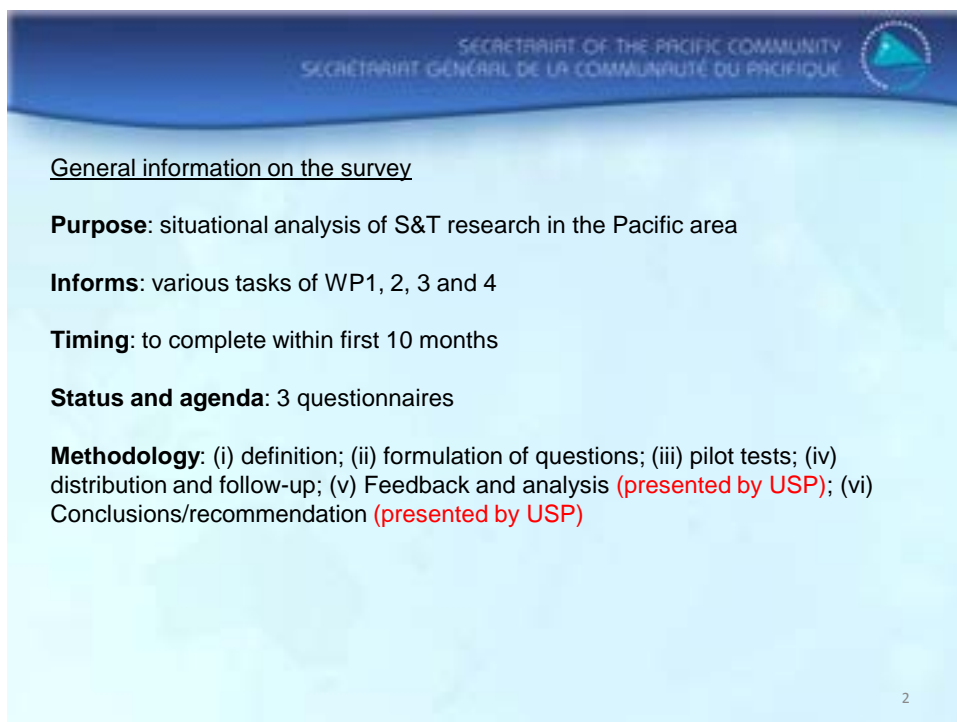 SECRETARIAT OF THE PACIFIC COMMUNITY
SECRÉTARIAT GÉNÉRAL DE LA COMMUNAUTÉ DU PACIFIQUE
General information on the survey
Purpose: situational analysis of S&T research in the Pacific area
Informs: various tasks of WP1, 2, 3 and 4
Timing: to complete within first 10 months
Status and agenda: 3 questionnaires
Methodology: (i) definition; (ii) formulation of questions; (iii) pilot tests; (iv)
distribution and follow-up; (v) Feedback and analysis (presented by USP); (vi)
Conclusions/recommendation (presented by USP)
2